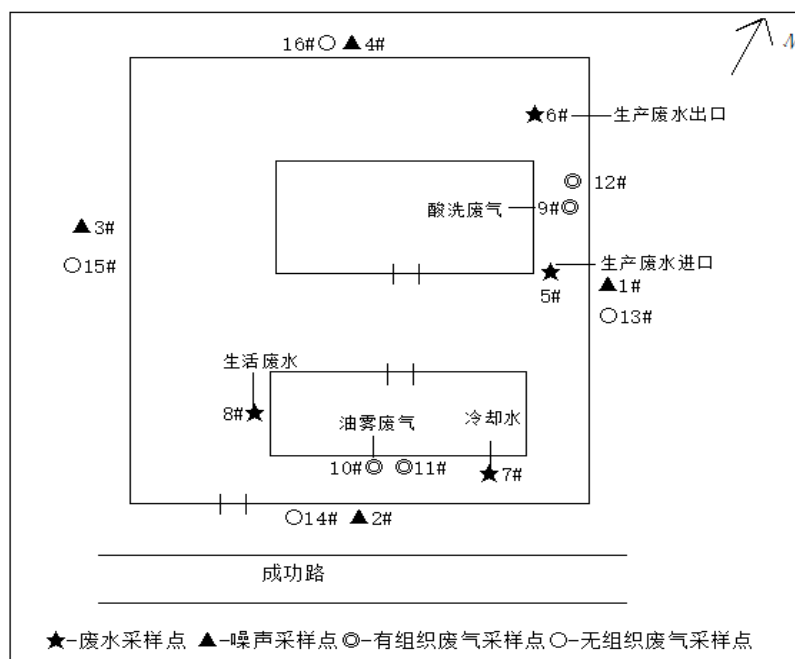 16#○▲4#
N
★6#
生产废水出口
◎ 12#
酸洗废气
9#◎
▲3#
○15#
生产废水进口
★
5#
▲1#
○13#
生活废水
8#★
油雾废气
冷却水
10#◎ ◎11#
★7#
○14# ▲2#
成功路
★-废水采样点 ▲-噪声采样点 ◎-有组织废气采样点 ○-无组织废气采样点